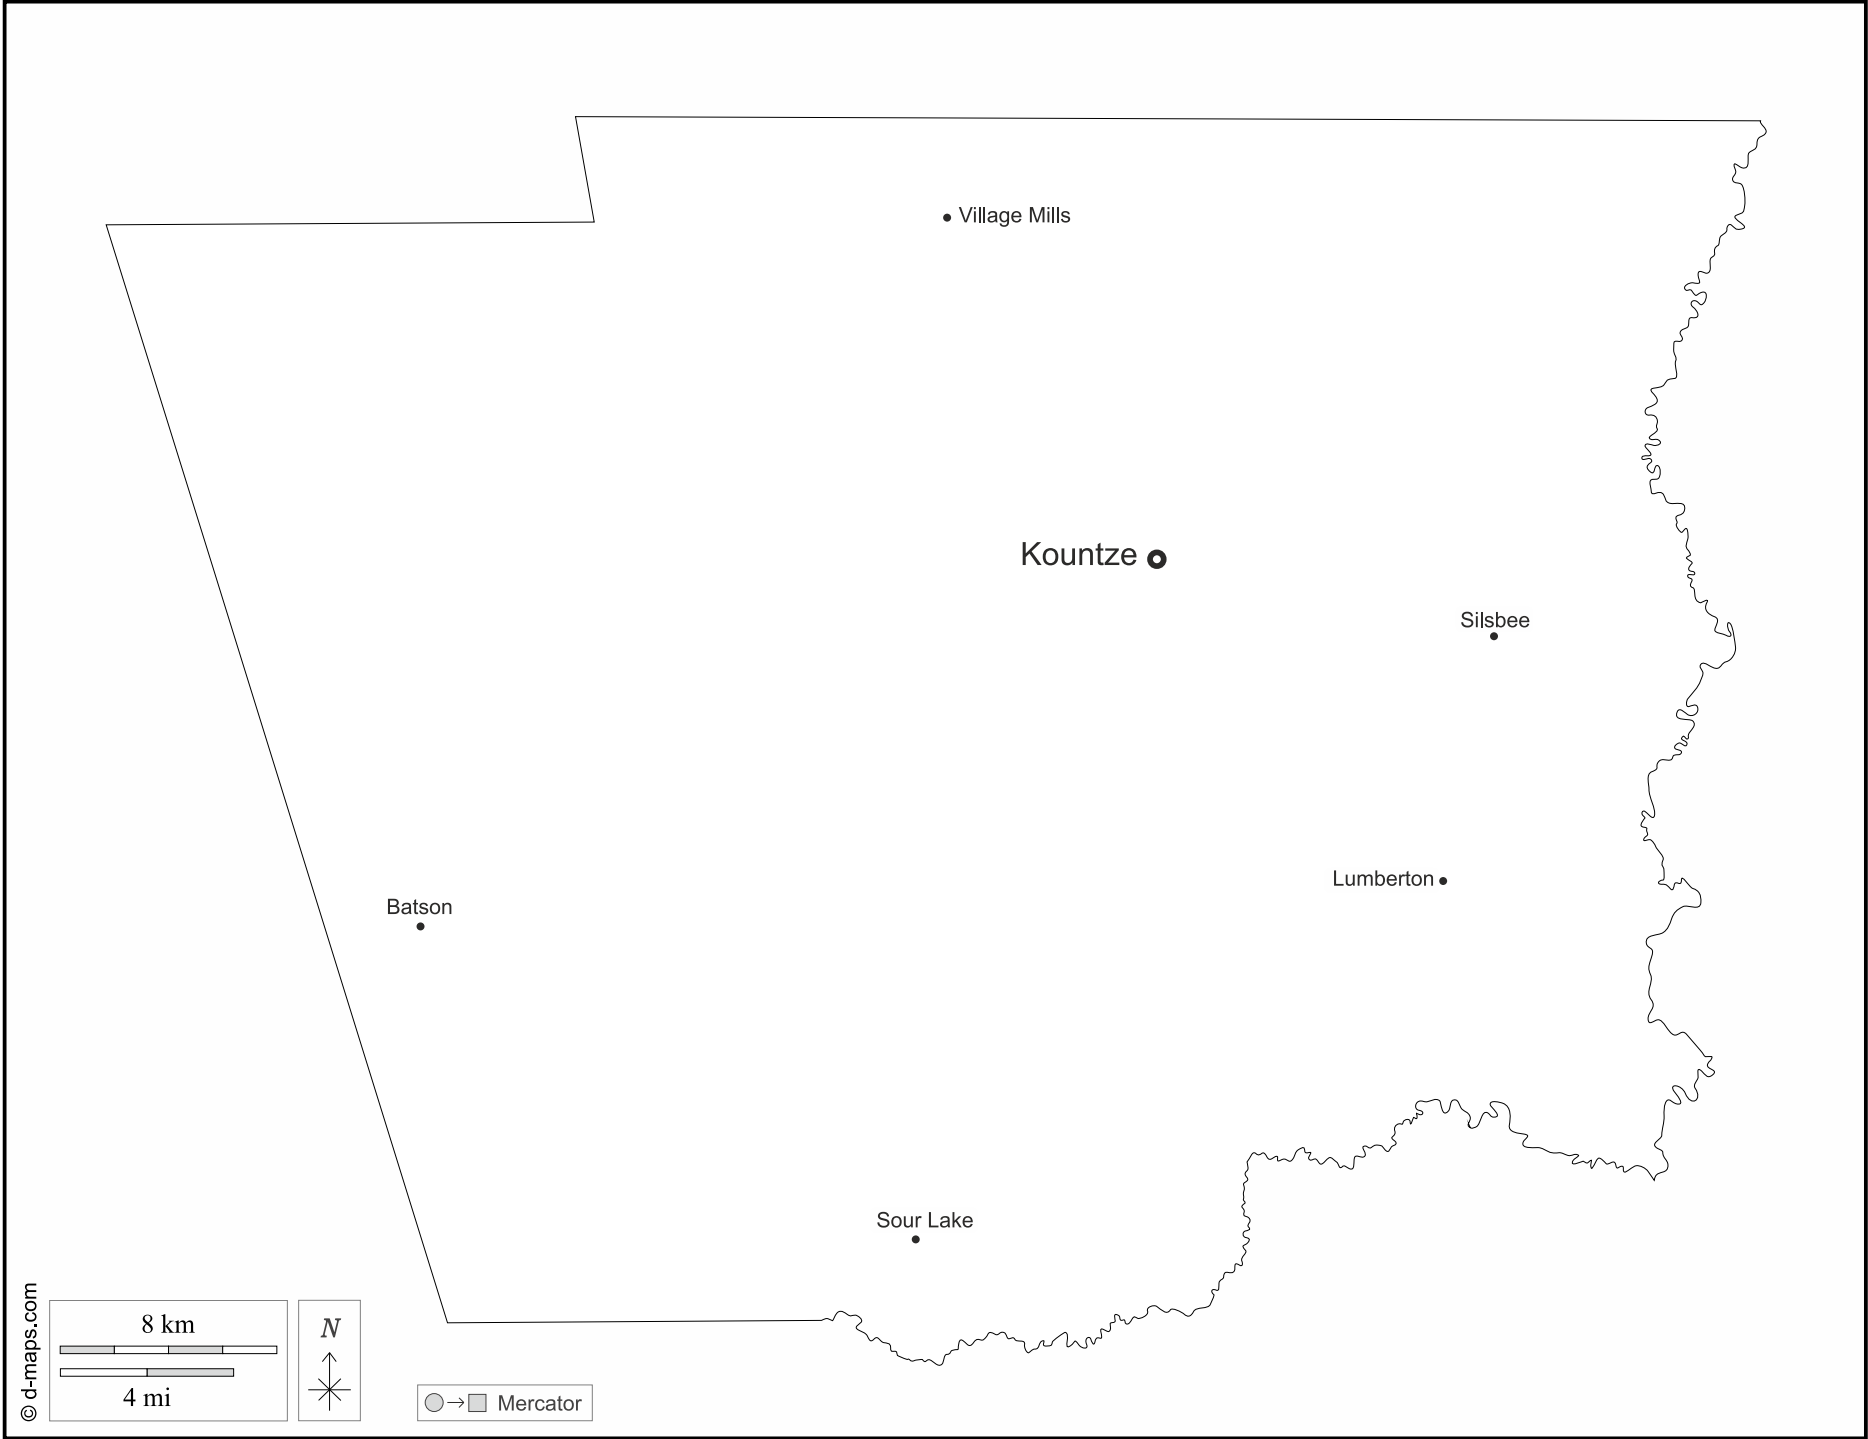 Village Mills
Kountze
Silsbee
Lumberton
Batson
Sour Lake
© d-maps.com
8 km
4 mi
N
Mercator